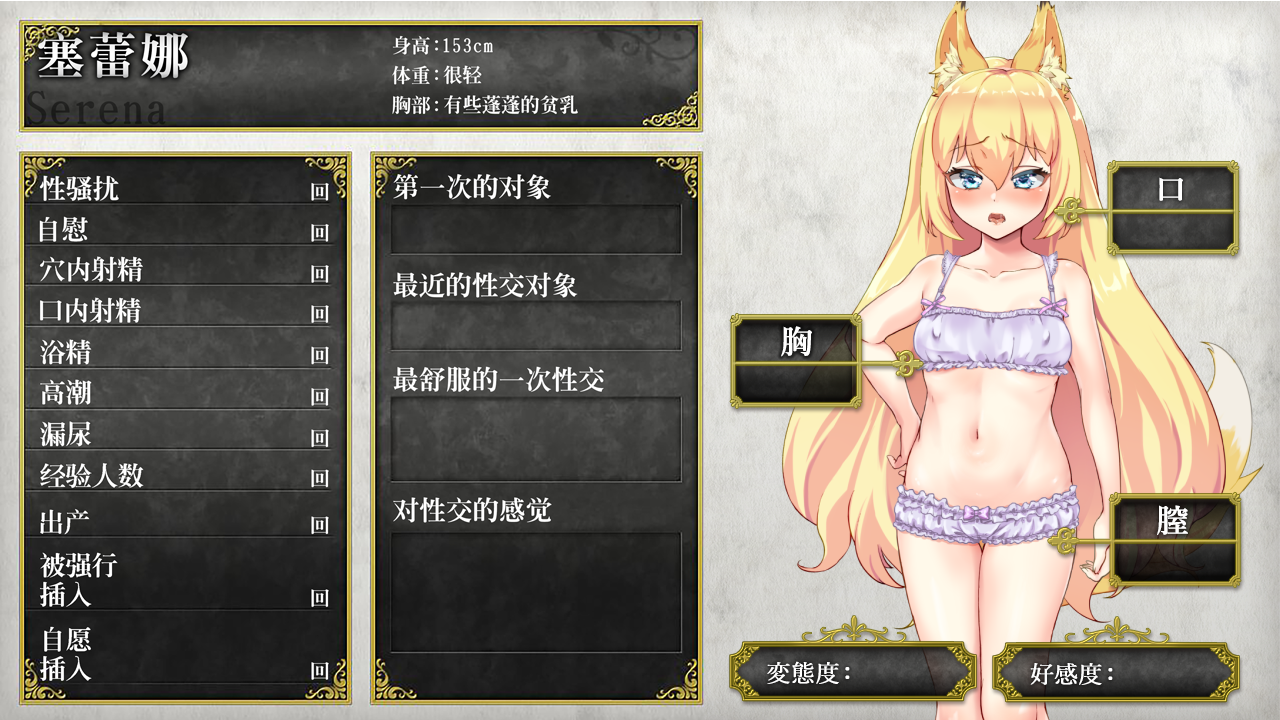 塞蕾娜
Serena
身高:153cm
体重:很轻
胸部:有些蓬蓬的贫乳
性骚扰 回
自慰 回
穴内射精 回
口内射精 回
浴精 回
高潮 回
漏尿 回
经验人数 回
出产 回
被强行
插入 回
自愿
插入 回
第一次的对象
最近的性交对象
最舒服的一次性交
对性交的感觉
口
胸
膣
変態度:
好感度: